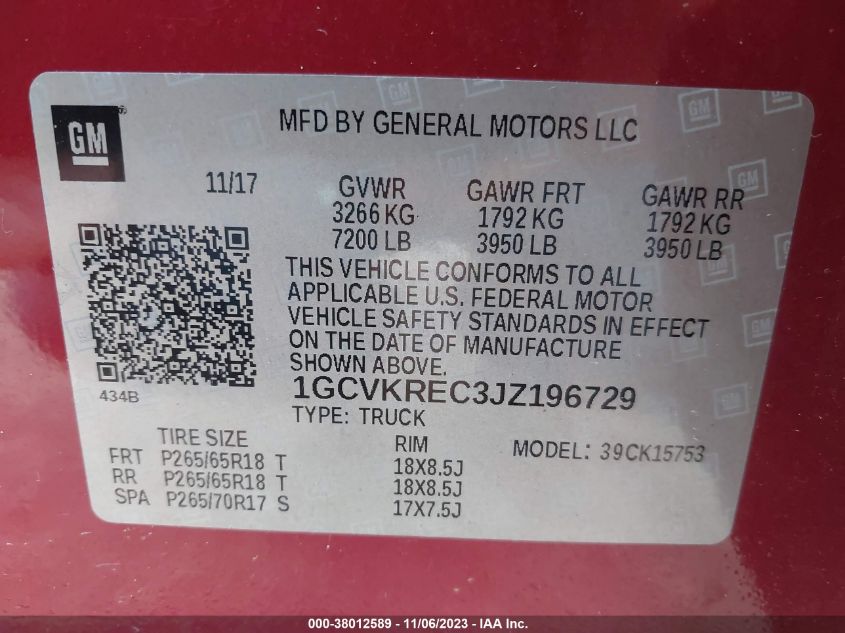 GM
MFD BY GENERAL MOTORS LLC
11/17
GVWR
3266 KG
7200 LB
GAWR FRT
1792 KG
3950 LB
GAWR RR
1792 KG
3950 LB
THIS VEHICLE CONFORMS TO ALL
APPLICABLE U.S. FEDERAL MOTOR
VEHICLE SAFETY STANDARDS IN EFFECT
ON THE DATE OF MANUFACTURE
SHOWN ABOVE.
434B
1GCVKREC3JZ196729
TYPE: TRUCK
TIRE SIZE
RIM
MODEL: 39CK15753
FRT P265/65R18 T 18X8.5J
RR P265/65R18 T 18X8.5J
SPA P265/70R17 S 17X7.5J
000-38012589 - 11/06/2023 - IAA Inc.